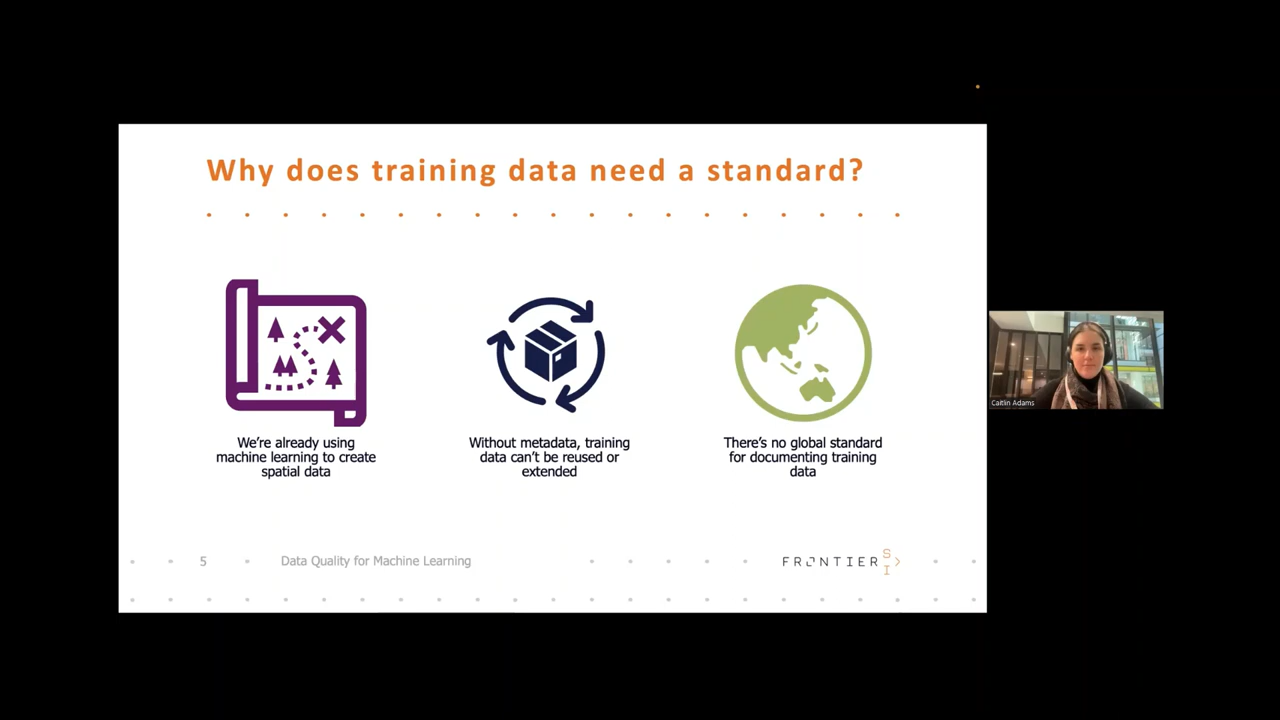 Why does training data need a standard?
We're already using
machine learning to create
spatial data
Without metadata, training
data can't be reused or
extended
There's no global standard
for documenting training
data
5
Data Quality for Machine Learning
FRONTIER SI
Caitlin Adams